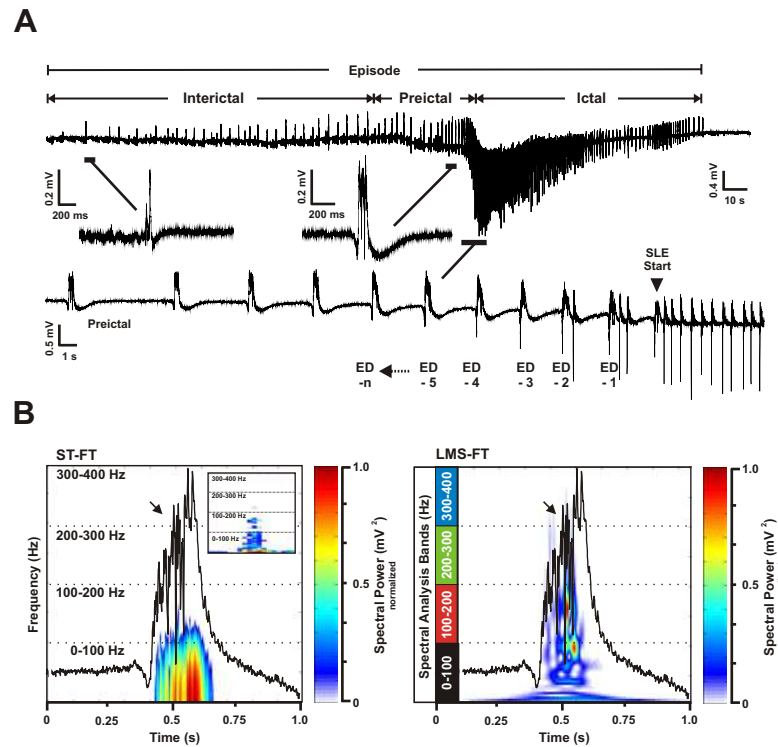 A
Episode
Interictal
Preictal
Ictal
0.2 mV
200 ms
0.2 mV
200 ms
0.4 mV
10 s
SLE
Start
Preictal
0.5 mV
1 s
ED
-n
ED
- 5
ED
- 4
ED
- 3
ED
- 2
ED
- 1
B
ST-FT
300-400 Hz
200-300 Hz
100-200 Hz
0-100 Hz
Frequency (Hz)
300-400 Hz
200-300 Hz
100-200 Hz
0-100 Hz
1.0
0.5
0
Spectral Power (mV²)
normalized
0
0.25
0.5
0.75
1.0
Time (s)
LMS-FT
Spectral Analysis Bands (Hz)
300-400
200-300
100-200
0-100
1.0
0.5
0
Spectral Power (mV²)
0
0.25
0.5
0.75
1.0
Time (s)